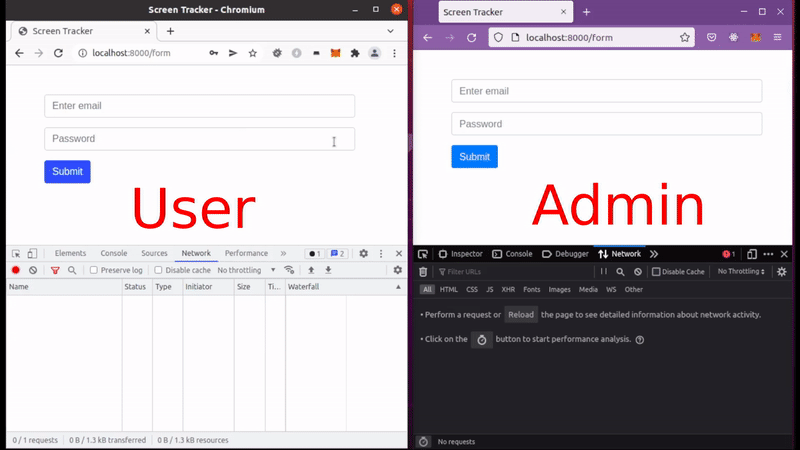 Screen Tracker - Chromium
Screen Tracker
localhost:8000/form
Enter email
Password
Submit
User
Elements Console Sources Network Performance » 1 2
Preserve log Disable cache No throttling
Name Status Type Initiator Size Ti... Waterfall
0 / 1 requests 0 B / 1.3 kB transferred 0 B / 1.3 kB resources
Screen Tracker
localhost:8000/form
Enter email
Password
Submit
Admin
Inspector Console Debugger Network 1
Filter URLs Disable Cache No Throttling
All HTML CSS JS XHR Fonts Images Media WS Other
• Perform a request or Reload the page to see detailed information about network activity.
• Click on the button to start performance analysis. ?
No requests